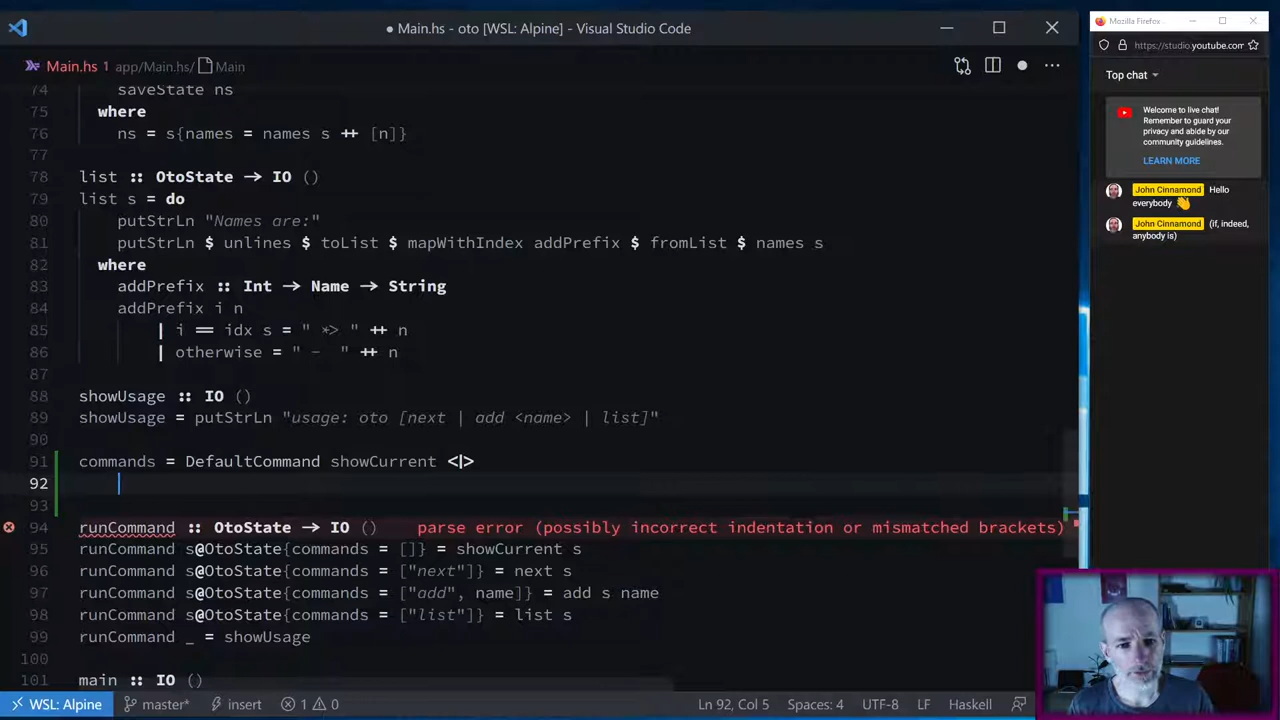 ● Main.hs - oto [WSL: Alpine] - Visual Studio Code
Main.hs 1 app/Main.hs/ Main
74 saveState ns
75 where
76 ns = s{names = names s ++ [n]}
77
78 list :: OtoState → IO ()
79 list s = do
80 putStrLn "Names are:"
81 putStrLn $ unlines $ toList $ mapWithIndex addPrefix $ fromList $ names s
82 where
83 addPrefix :: Int → Name → String
84 addPrefix i n
85 | i == idx s = " *> " ++ n
86 | otherwise = " - " ++ n
87
88 showUsage :: IO ()
89 showUsage = putStrLn "usage: oto [next | add <name> | list]"
90
91 commands = DefaultCommand showCurrent <|>
92
93
94 runCommand :: OtoState → IO () parse error (possibly incorrect indentation or mismatched brackets)
95 runCommand s@OtoState{commands = []} = showCurrent s
96 runCommand s@OtoState{commands = ["next"]} = next s
97 runCommand s@OtoState{commands = ["add", name]} = add s name
98 runCommand s@OtoState{commands = ["list"]} = list s
99 runCommand _ = showUsage
100
101 main :: IO ()
WSL: Alpine master* insert 1 0 Ln 92, Col 5 Spaces: 4 UTF-8 LF Haskell
Mozilla Firefox
https://studio.youtube.com
Top chat
Welcome to live chat!
Remember to guard your
privacy and abide by our
community guidelines.
LEARN MORE
John Cinnamond Hello
everybody 👋
John Cinnamond (if, indeed,
anybody is)